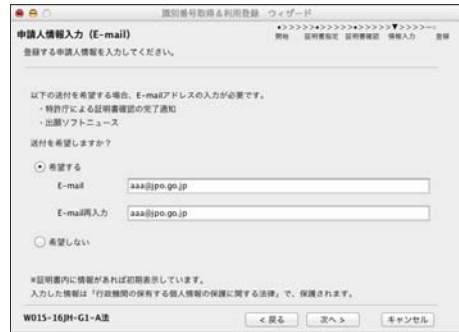 識別番号取得&利用登録 ウィザード
申請人情報入力（E-mail）
●>>>>>●>>>>>●>>>>>▼>>>>−
開始 証明書指定 証明書確認 情報入力 登録
登録する申請人情報を入力してください。
以下の送付を希望する場合、E-mailアドレスの入力が必要です。
・特許庁による証明書確認の完了通知
・出願ソフトニュース
送付を希望しますか？
希望する
E-mail aaa@jpo.go.jp
E-mail再入力 aaa@jpo.go.jp
希望しない
※証明書内に情報があれば初期表示しています。
入力した情報は「行政機関の保有する個人情報の保護に関する法律」で、保護されます。
W015-16JH-G1-A法 < 戻る 次へ > キャンセル